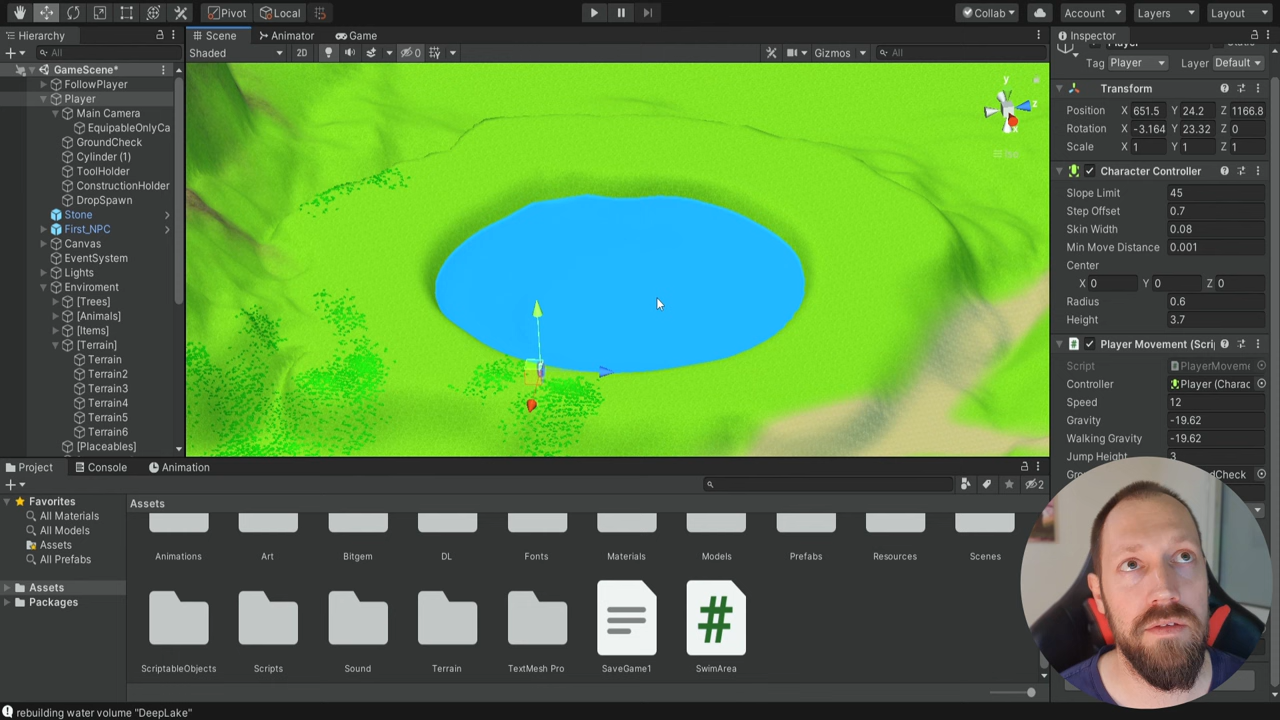 Pivot Local Collab Account Layers Layout
Hierarchy Scene Animator Game Inspector
All Shaded 2D 0 Gizmos All Tag Player Layer Default
GameScene*
FollowPlayer
Player
Main Camera
EquipableOnlyCa
GroundCheck
Cylinder (1)
ToolHolder
ConstructionHolder
DropSpawn
Stone
First_NPC
Canvas
EventSystem
Lights
Enviroment
[Trees]
[Animals]
[Items]
[Terrain]
Terrain
Terrain2
Terrain3
Terrain4
Terrain5
Terrain6
[Placeables]
y
z
x
Iso
Transform
Position X 651.5 Y 24.2 Z 1166.8
Rotation X -3.164 Y 23.32 Z 0
Scale X 1 Y 1 Z 1
Character Controller
Slope Limit 45
Step Offset 0.7
Skin Width 0.08
Min Move Distance 0.001
Center
X 0 Y 0 Z 0
Radius 0.6
Height 3.7
Player Movement (Scri
Script PlayerMoveme
Controller Player (Charac
Speed 12
Gravity -19.62
Walking Gravity -19.62
Jump Height 3
Project Console Animation
2
Favorites
All Materials
All Models
Assets
All Prefabs
Assets
Packages
Assets
Animations Art Bitgem DL Fonts Materials Models Prefabs Resources Scenes
#
ScriptableObjects Scripts Sound Terrain TextMesh Pro SaveGame1 SwimArea
rebuilding water volume "DeepLake"